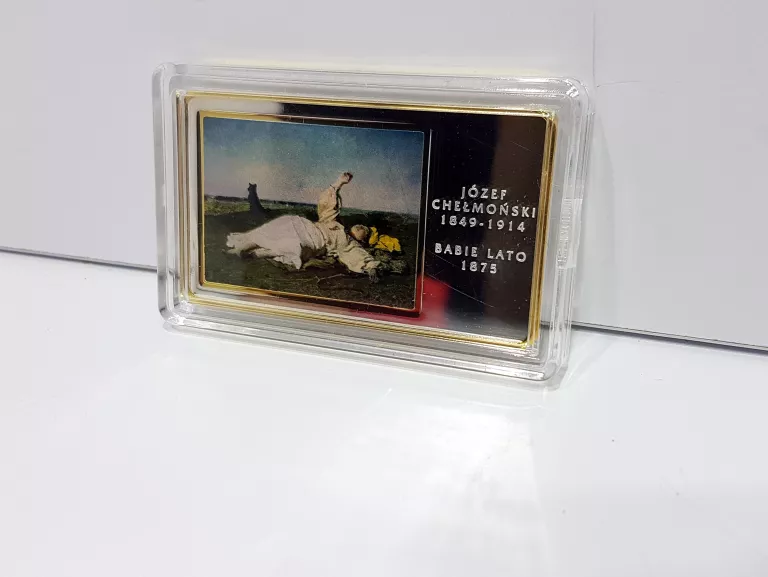 JÓZEF
CHEŁMOŃSKI
1849-1914
BABIE LATO
1875